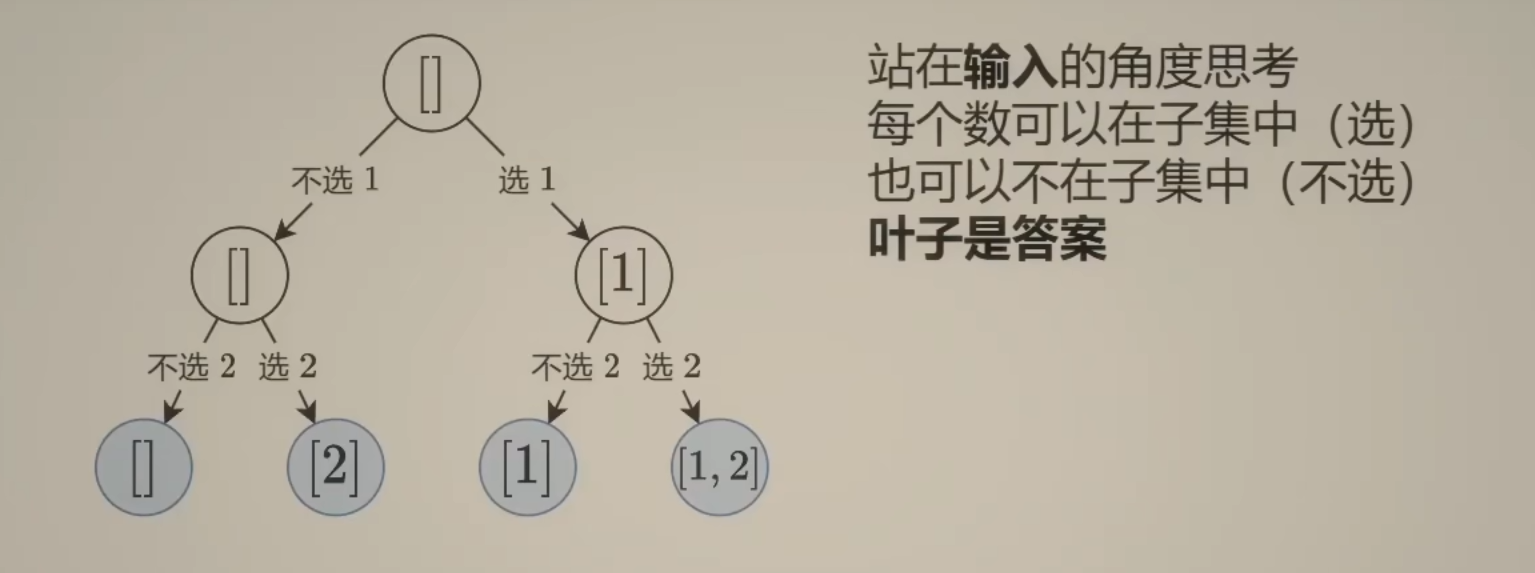 []
不选 1
选 1
[]
[1]
不选 2
选 2
不选 2
选 2
[]
[2]
[1]
[1, 2]
站在输入的角度思考
每个数可以在子集中（选）
也可以不在子集中（不选）
叶子是答案